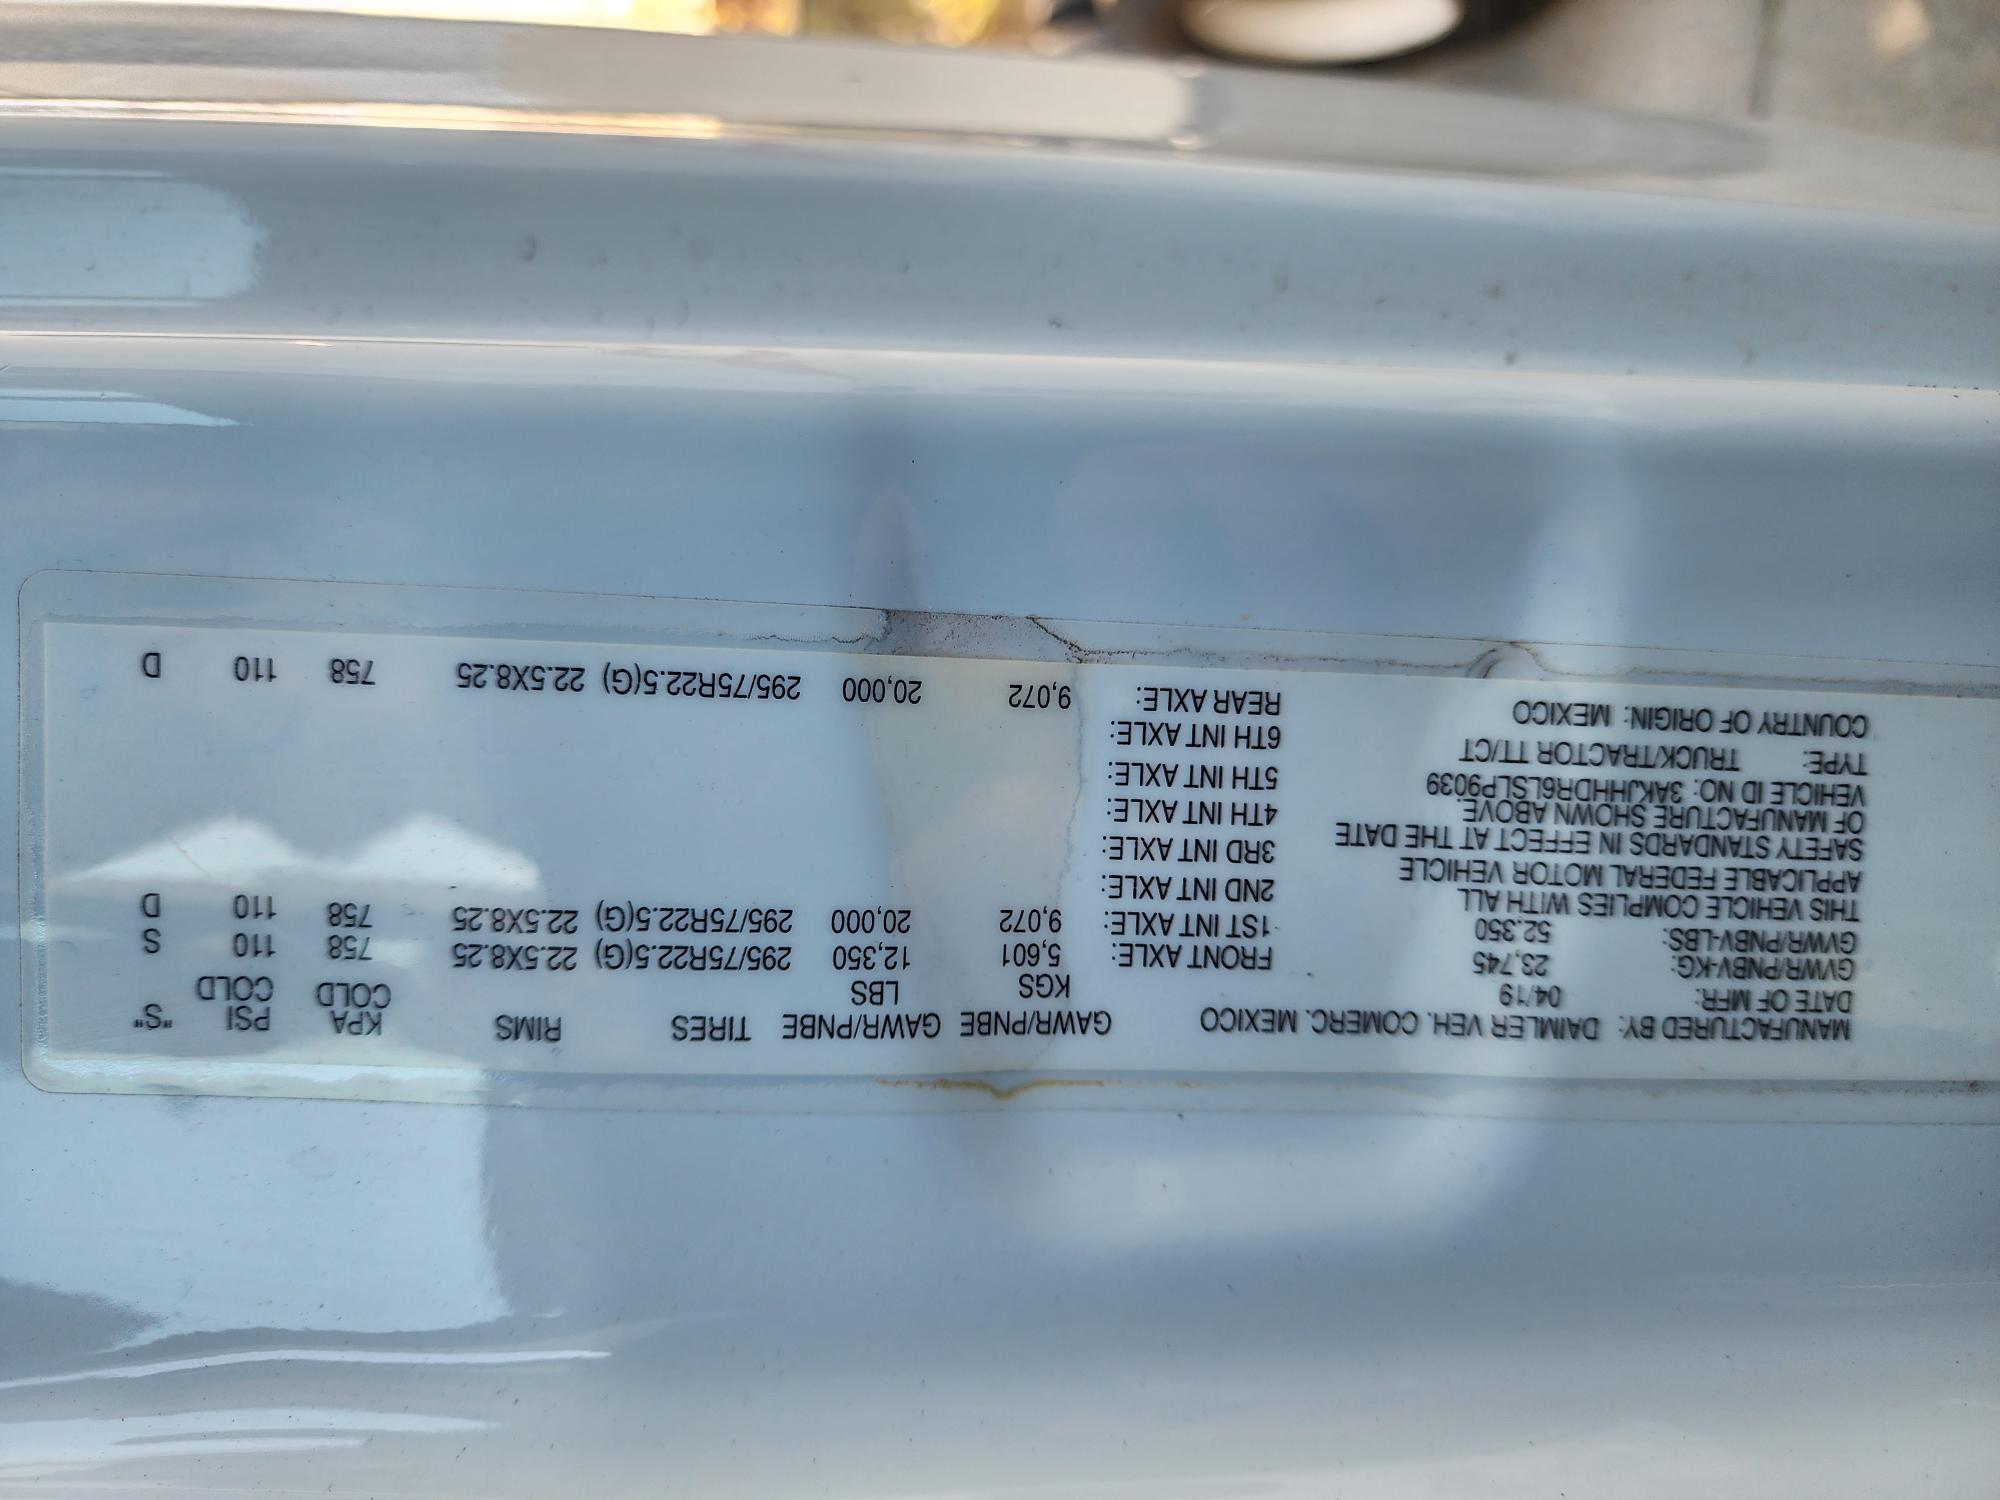 MANUFACTURED BY: DAIMLER VEH. COMERC. MEXICO
DATE OF MFR: 04/19
GVWR/PNBV-KG: 23,745
GVWR/PNBV-LBS: 52,350
THIS VEHICLE COMPLIES WITH ALL
APPLICABLE FEDERAL MOTOR VEHICLE
SAFETY STANDARDS IN EFFECT AT THE DATE
OF MANUFACTURE SHOWN ABOVE.
VEHICLE ID NO: 3AKJHHDR6LSLP9039
TYPE: TRUCK/TRACTOR TT/CT
COUNTRY OF ORIGIN: MEXICO
GAWR/PNBE GAWR/PNBE TIRES RIMS KPA PSI "S"
KGS LBS COLD COLD
FRONT AXLE: 5,601 12,350 295/75R22.5(G) 22.5X8.25 758 110 S
1ST INT AXLE: 9,072 20,000 295/75R22.5(G) 22.5X8.25 758 110 D
2ND INT AXLE:
3RD INT AXLE:
4TH INT AXLE:
5TH INT AXLE:
6TH INT AXLE:
REAR AXLE: 9,072 20,000 295/75R22.5(G) 22.5X8.25 758 110 D